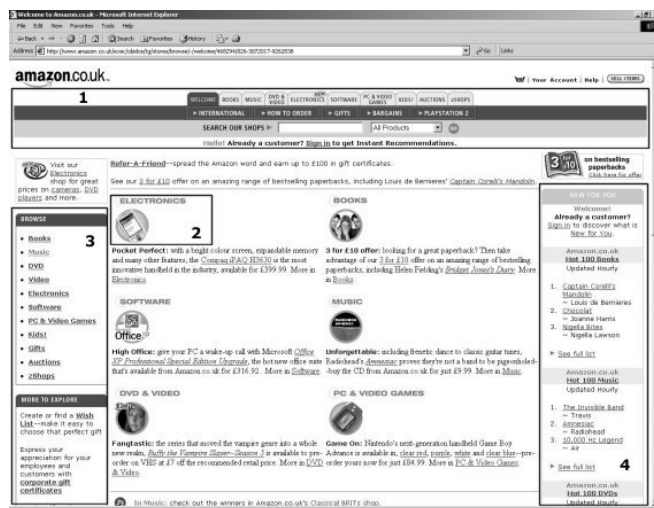 Welcome to Amazon.co.uk - Microsoft Internet Explorer
File Edit View Favorites Tools Help
Back Search Favorites History
Address http://www.amazon.co.uk/exec/obidos/tg/stores/browse/-/welcome/468294/026-3072017-9262838 Go Links
amazon.co.uk
Your Account | Help | SELL ITEMS
1
WELCOME BOOKS MUSIC DVD & VIDEO ELECTRONICS NEW SOFTWARE PC & VIDEO GAMES KIDS! AUCTIONS zSHOPS
INTERNATIONAL HOW TO ORDER GIFTS BARGAINS PLAYSTATION 2
SEARCH OUR SHOPS All Products GO
Hello! Already a customer? Sign in to get Instant Recommendations.
Visit our
Electronics
shop for great
prices on cameras, DVD
players and more.
3
BROWSE
• Books
• Music
• DVD
• Video
• Electronics
• Software
• PC & Video Games
• Kids!
• Gifts
• Auctions
• zShops
MORE TO EXPLORE
Create or find a Wish
List--make it easy to
choose that perfect gift
Express your
appreciation for your
employees and
customers with
corporate gift
certificates
Refer-A-Friend--spread the Amazon word and earn up to £100 in gift certificates.
See our 3 for £10 offer on an amazing range of bestselling paperbacks, including Louis de Bernieres' Captain Corelli's Mandolin
ELECTRONICS
2
Pocket Perfect: with a bright colour screen, expandable memory
and many other features, the Compaq iPAQ H3630 is the most
innovative handheld in the industry, available for £399.99. More in
Electronics.
BOOKS
3 for £10 offer: looking for a great paperback? Then take
advantage of our 3 for £10 offer on an amazing range of bestselling
paperbacks, including Helen Fielding's Bridget Jones's Diary. More
in Books.
SOFTWARE
Office
High Office: give your PC a wake-up call with Microsoft Office
XP Professional Special Edition Upgrade, the hot new office suite
that's available from Amazon.co.uk for £316.92. More in Software.
MUSIC
Unforgettable: including frenetic dance to classic guitar tunes,
Radiohead's Amnesiac proves they're not a band to be pigeonholed-
-buy the CD from Amazon.co.uk for just £9.99. More in Music.
DVD & VIDEO
Fangtastic: the series that moved the vampire genre into a whole
new realm, Buffy the Vampire Slayer--Season 5 is available to pre-
order on VHS at £7 off the recommended retail price. More in DVD
& Video.
PC & VIDEO GAMES
Game On: Nintendo's next-generation handheld Game Boy
Advance is available in, clear red, purple, white and clear blue--pre-
order yours now for just £84.99. More in PC & Video Games.
In Music: check out the winners in Amazon.co.uk's Classical BRITs shop.
3 for £10
on bestselling
paperbacks
Click here for offer
NEW FOR YOU
Welcome!
Already a customer?
Sign in to discover what is
New for You.
Amazon.co.uk
Hot 100 Books
Updated Hourly
1. Captain Corelli's
Mandolin
~ Louis de Bernieres
2. Chocolat
~ Joanne Harris
3. Nigella Bites
~ Nigella Lawson
See full list
Amazon.co.uk
Hot 100 Music
Updated Hourly
1. The Invisible Band
~ Travis
2. Amnesiac
~ Radiohead
3. 10,000 Hz Legend
~ Air
See full list
4
Amazon.co.uk
Hot 100 DVDs
Updated Hourly